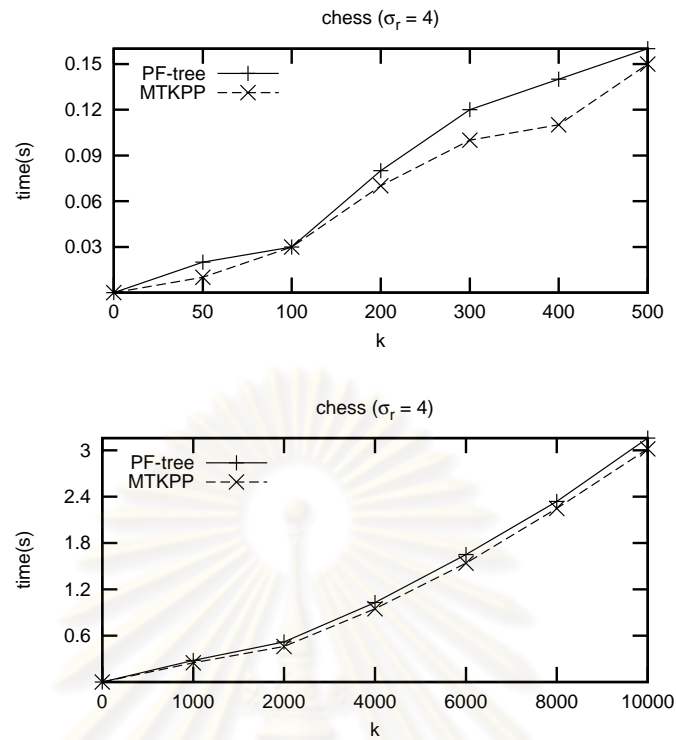 chess (σr = 4)
PF-tree
MTKPP
time(s)
0.15
0.12
0.09
0.06
0.03
0 50 100 200 300 400 500
k
chess (σr = 4)
PF-tree
MTKPP
time(s)
3
2.4
1.8
1.2
0.6
0 1000 2000 4000 6000 8000 10000
k